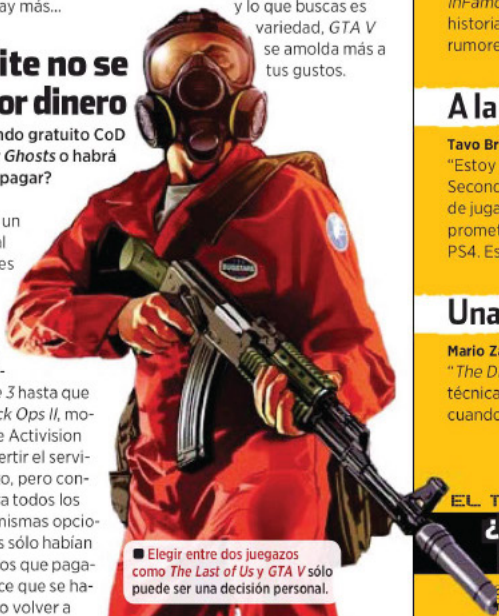 ay más...
ite no se
or dinero
ndo gratuito CoD
Ghosts o habrá
pagar?
un
al
es
e 3 hasta que
ck Ops II, mo-
e Activision
ertir el servi-
o, pero con-
a todos los
mismas opcio-
s sólo habían
os que paga-
ce que se ha-
o volver a
y lo que buscas es
variedad, GTA V
se amolda más a
tus gustos.
BUGSTARS
■ Elegir entre dos juegazos
como The Last of Us y GTA V sólo
puede ser una decisión personal.
InFamo
historia
rumore
A la
Tavo Br
"Estoy
Second
de juga
promet
PS4. Es
Una
Mario Za
"The D
técnica
cuando
EL T
¿